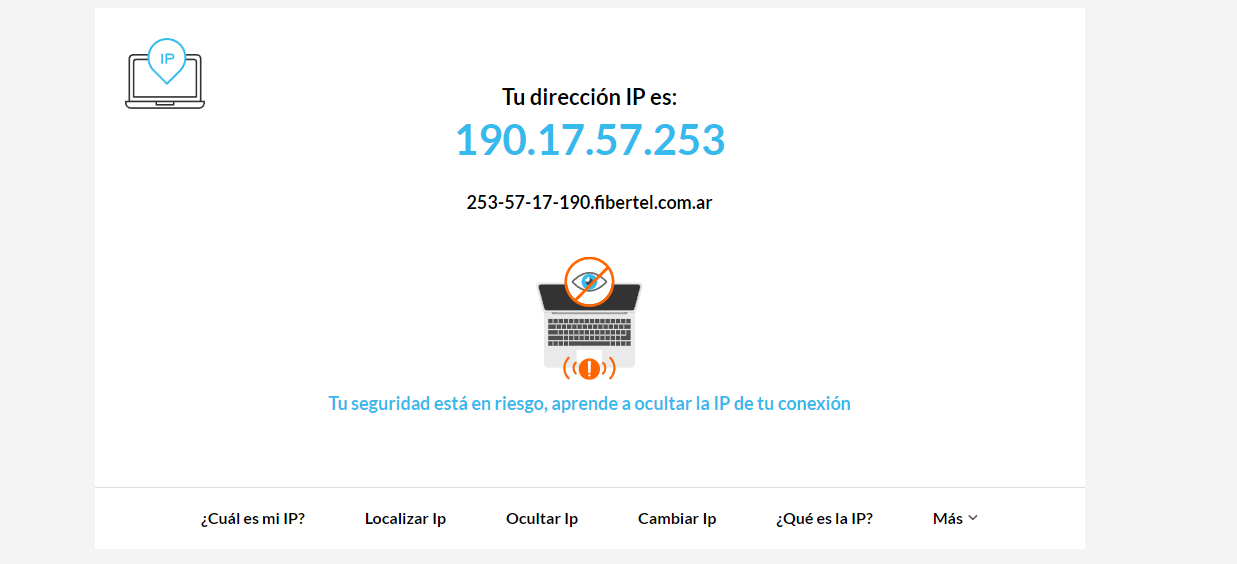 IP
Tu dirección IP es:
190.17.57.253
253-57-17-190.fibertel.com.ar
Tu seguridad está en riesgo, aprende a ocultar la IP de tu conexión
¿Cuál es mi IP? Localizar Ip Ocultar Ip Cambiar Ip ¿Qué es la IP? Más